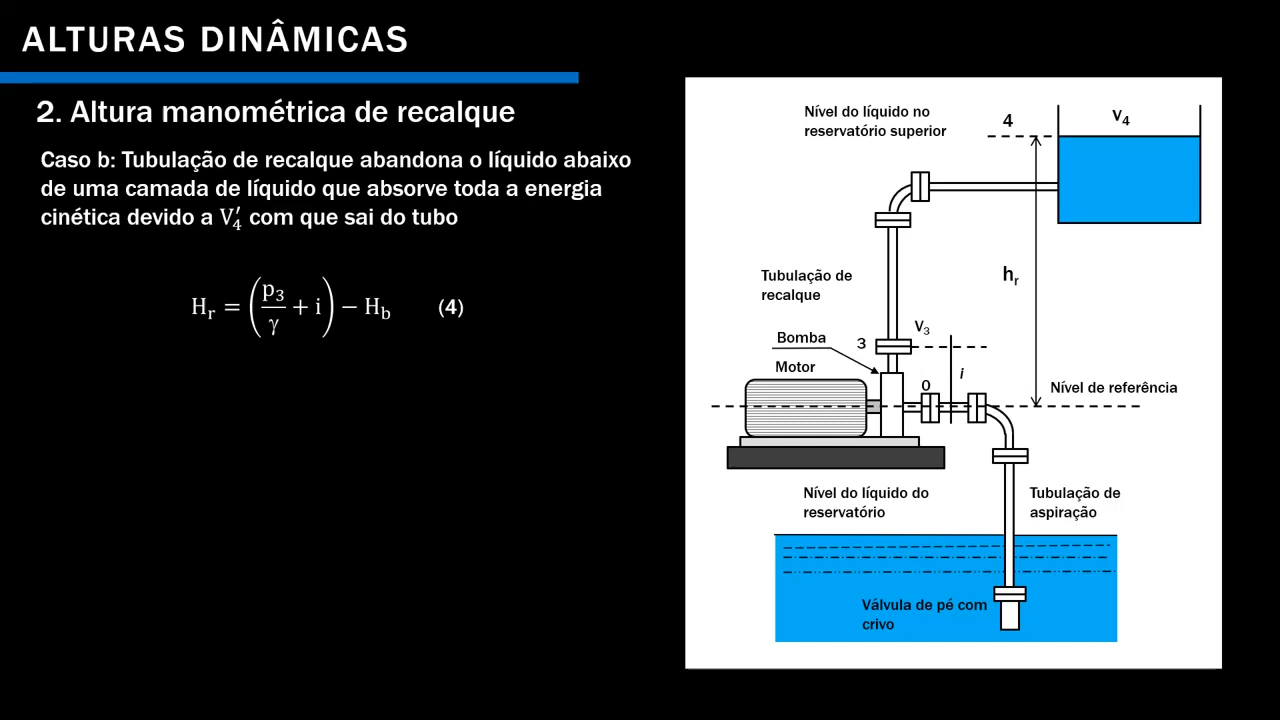 ALTURAS DINÂMICAS
2. Altura manométrica de recalque
Caso b: Tubulação de recalque abandona o líquido abaixo
de uma camada de líquido que absorve toda a energia
cinética devido a V₄′ com que sai do tubo
Hᵣ = (p₃/γ + i) − H_b (4)
Nível do líquido no
reservatório superior
4
V₄
hᵣ
Tubulação de
recalque
V₃
3
Bomba
Motor
i
0
Nível de referência
Nível do líquido do
reservatório
Tubulação de
aspiração
Válvula de pé com
crivo